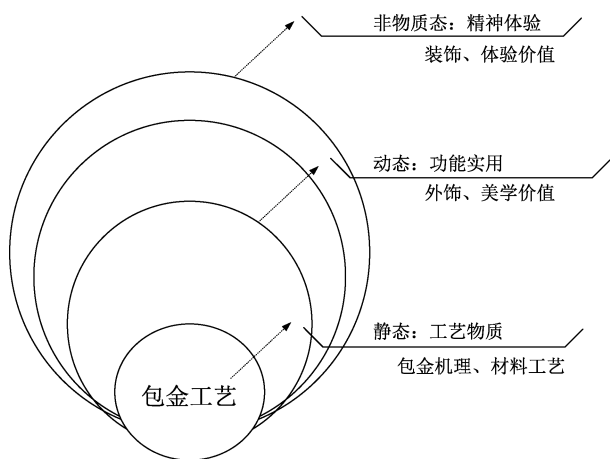 非物质态：精神体验
装饰、体验价值
动态：功能实用
外饰、美学价值
静态：工艺物质
包金机理、材料工艺
包金工艺